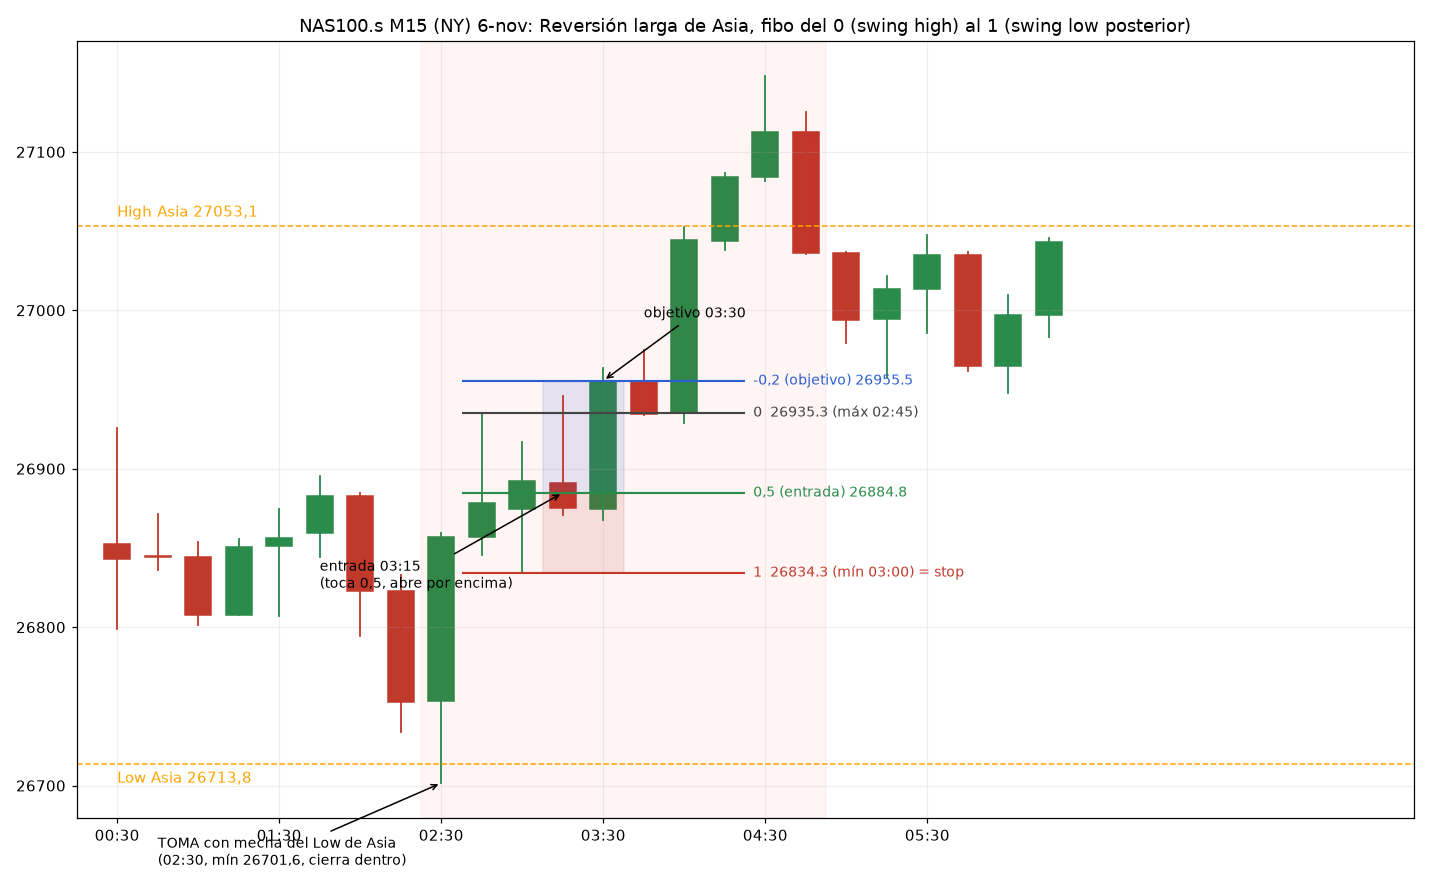 NAS100.s M15 (NY) 6-nov: Reversión larga de Asia, fibo del 0 (swing high) al 1 (swing low posterior)
27100
High Asia 27053,1
27000
objetivo 03:30
-0,2 (objetivo) 26955.5
0  26935.3 (máx 02:45)
26900
0,5 (entrada) 26884.8
entrada 03:15
(toca 0,5, abre por encima)
1  26834.3 (mín 03:00) = stop
26800
Low Asia 26713,8
26700
00:30
01:30
02:30
03:30
04:30
05:30
TOMA con mecha del Low de Asia
(02:30, mín 26701,6, cierra dentro)